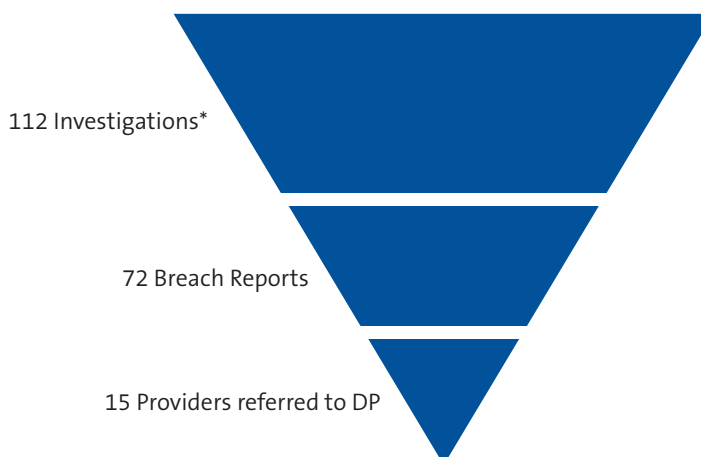 112 Investigations*
72 Breach Reports
15 Providers referred to DP